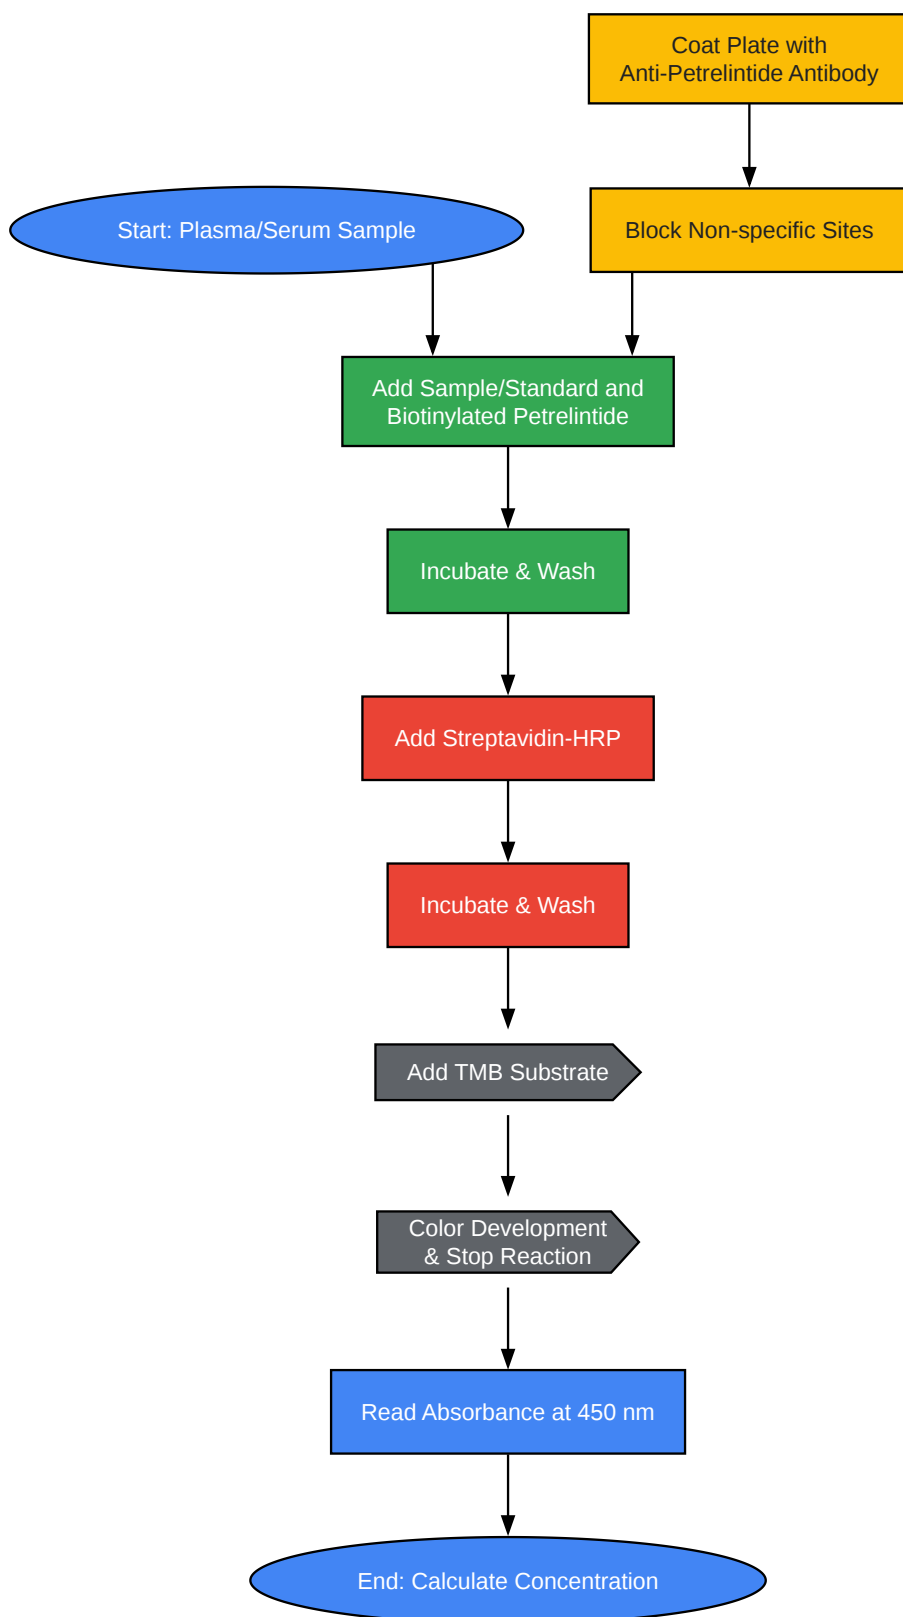 Coat Plate with
Anti-Petrelintide Antibody
Start: Plasma/Serum Sample
Block Non-specific Sites
Add Sample/Standard and
Biotinylated Petrelintide
Incubate & Wash
Add Streptavidin-HRP
Incubate & Wash
Add TMB Substrate
Color Development
& Stop Reaction
Read Absorbance at 450 nm
End: Calculate Concentration